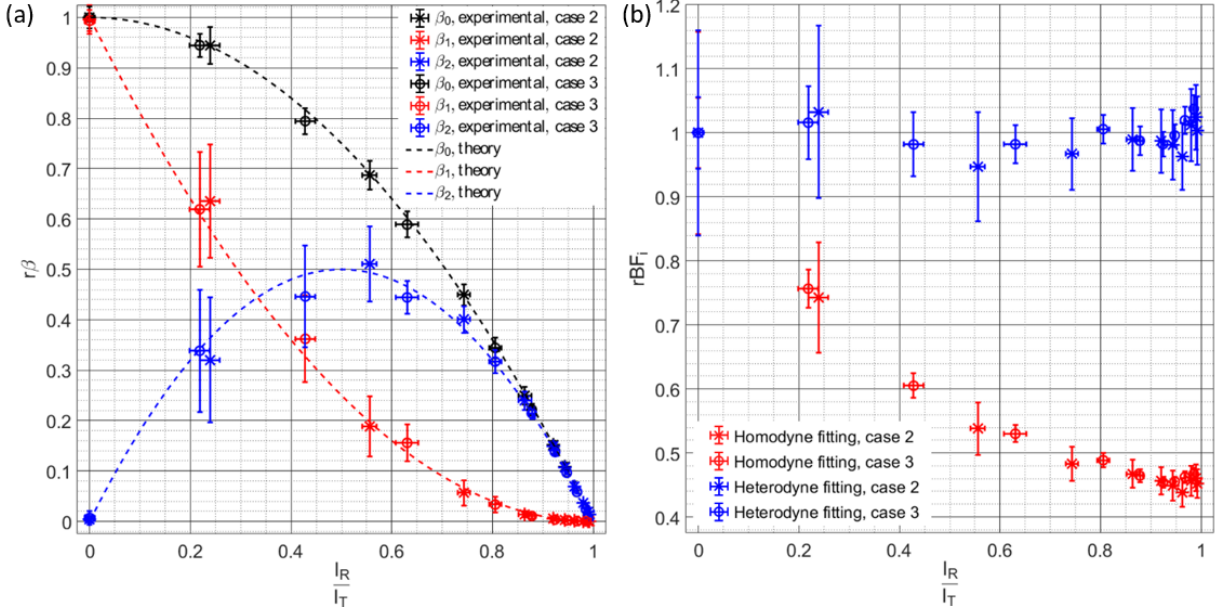 (a)
1
0.9
0.8
0.7
0.6
0.5
0.4
0.3
0.2
0.1
0
rβ
0
0.2
0.4
0.6
0.8
1
I_R
I_T
β₀, experimental, case 2
β₁, experimental, case 2
β₂, experimental, case 2
β₀, experimental, case 3
β₁, experimental, case 3
β₂, experimental, case 3
β₀, theory
β₁, theory
β₂, theory
(b)
1.2
1.1
1
0.9
0.8
0.7
0.6
0.5
0.4
rBFᵢ
0
0.2
0.4
0.6
0.8
1
I_R
I_T
Homodyne fitting, case 2
Homodyne fitting, case 3
Heterodyne fitting, case 2
Heterodyne fitting, case 3